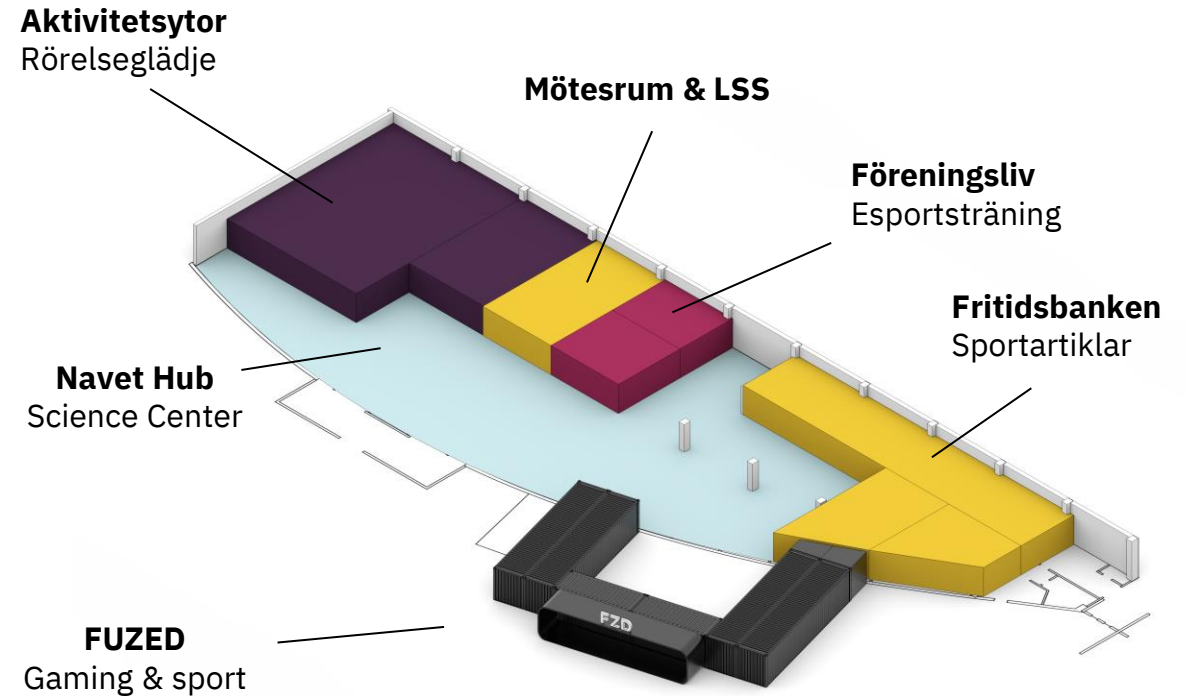 Aktivitetsytor
Rörelseglädje
Mötesrum & LSS
Föreningsliv
Esportsträning
Fritidsbanken
Sportartiklar
Navet Hub
Science Center
FZD
FUZED
Gaming & sport